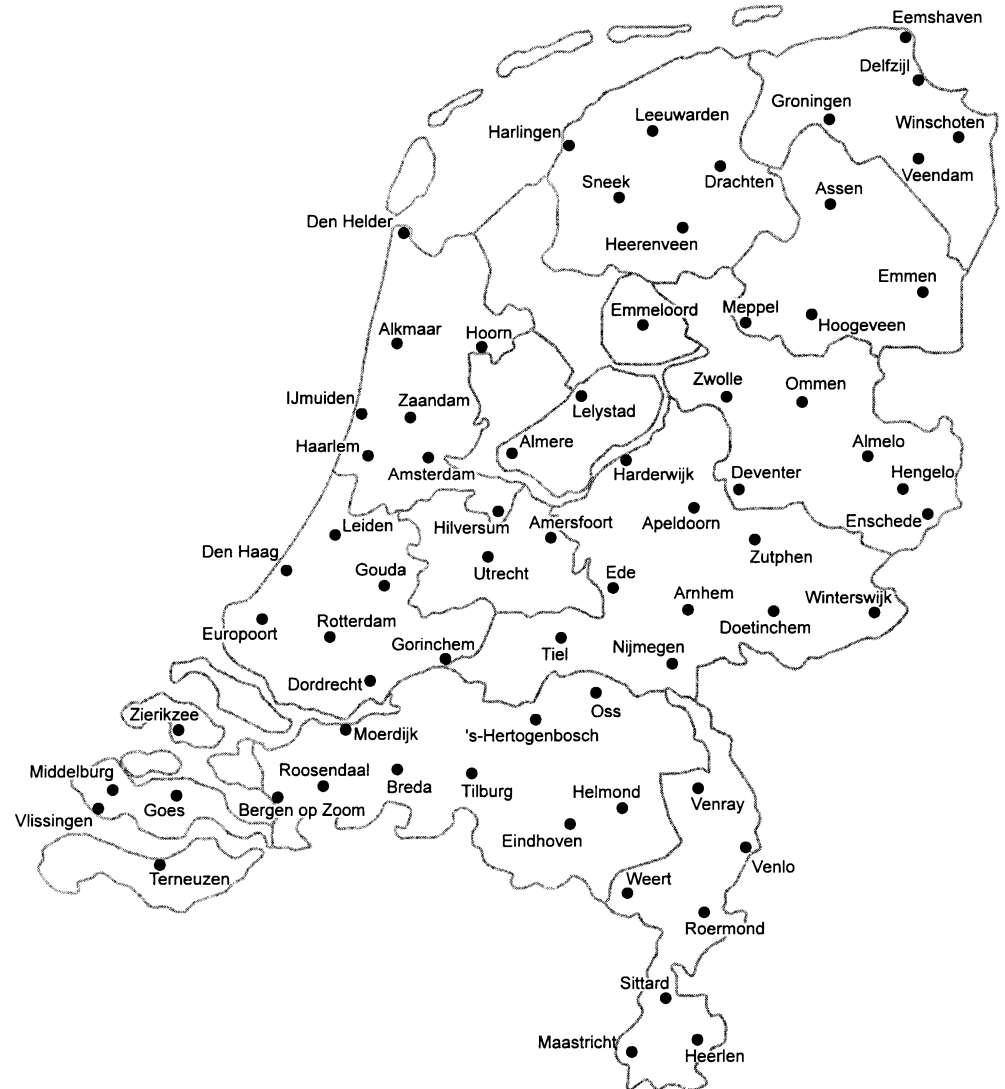 Eemshaven
Delfzijl
Groningen
Leeuwarden
Winschoten
Harlingen
Veendam
Drachten
Sneek
Assen
Den Helder
Heerenveen
Emmen
Emmeloord
Meppel
Hoogeveen
Alkmaar
Hoorn
Zwolle
Ommen
IJmuiden
Zaandam
Lelystad
Almere
Almelo
Haarlem
Amsterdam
Harderwijk
Deventer
Hengelo
Leiden
Hilversum
Amersfoort
Apeldoorn
Enschede
Den Haag
Zutphen
Gouda
Utrecht
Ede
Arnhem
Winterswijk
Europoort
Rotterdam
Doetinchem
Gorinchem
Tiel
Nijmegen
Dordrecht
Oss
Zierikzee
Moerdijk
's-Hertogenbosch
Middelburg
Roosendaal
Breda
Tilburg
Helmond
Venray
Goes
Bergen op Zoom
Vlissingen
Eindhoven
Venlo
Terneuzen
Weert
Roermond
Sittard
Maastricht
Heerlen